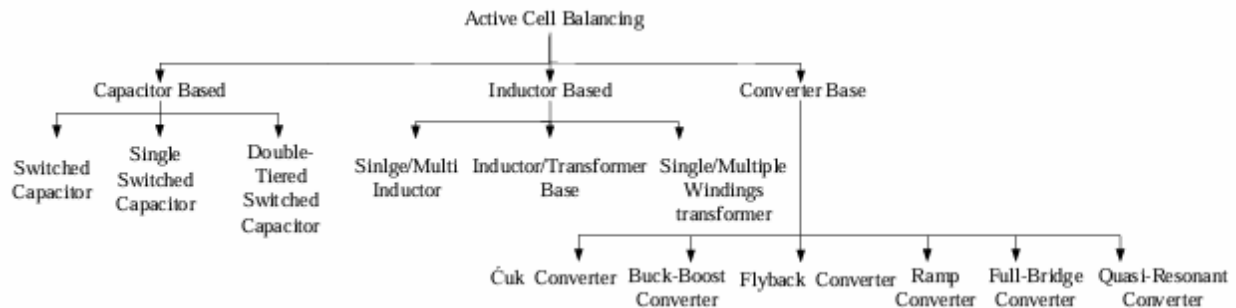 Active Cell Balancing
Capacitor Based
Inductor Based
Converter Base
Switched
Capacitor
Single
Switched
Capacitor
Double-
Tiered
Switched
Capacitor
Sinlge/Multi
Inductor
Inductor/Transformer
Base
Single/Multiple
Windings
transformer
Ćuk Converter
Buck-Boost
Converter
Flyback Converter
Ramp
Converter
Full-Bridge
Converter
Quasi-Resonant
Converter